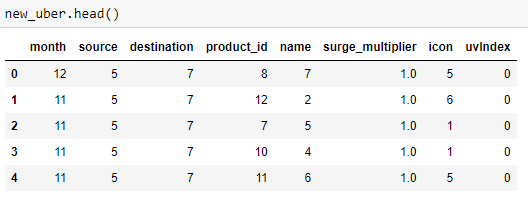 new_uber.head()
month source destination product_id name surge_multiplier icon uvIndex
0 12 5 7 8 7 1.0 5 0
1 11 5 7 12 2 1.0 6 0
2 11 5 7 7 5 1.0 1 0
3 11 5 7 10 4 1.0 1 0
4 11 5 7 11 6 1.0 5 0